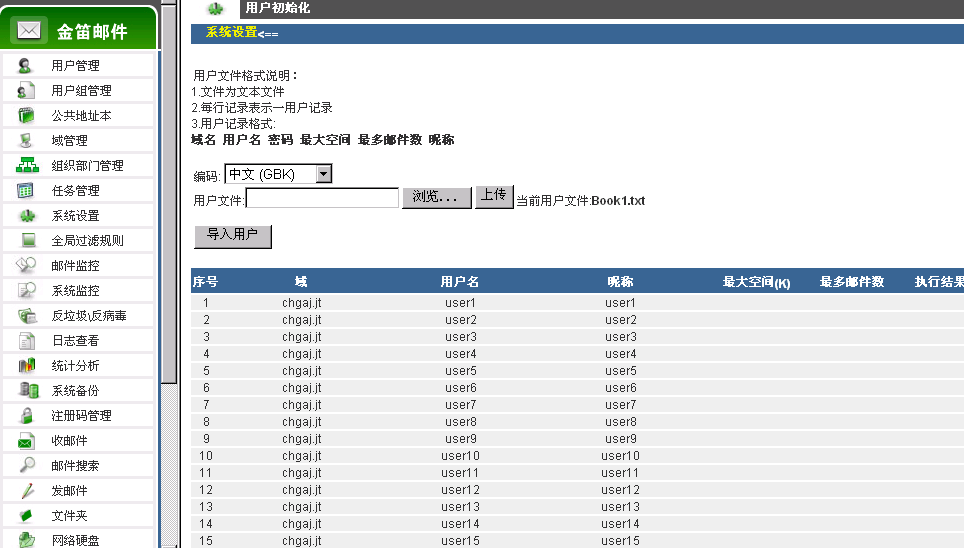 金笛邮件
用户管理
用户组管理
公共地址本
域管理
组织部门管理
任务管理
系统设置
全局过滤规则
邮件监控
系统监控
反垃圾\反病毒
日志查看
统计分析
系统备份
注册码管理
收邮件
邮件搜索
发邮件
文件夹
网络硬盘
用户初始化
系统设置<==
用户文件格式说明：
1.文件为文本文件
2.每行记录表示一用户记录
3.用户记录格式:
域名 用户名 密码 最大空间 最多邮件数 昵称
编码: 中文 (GBK)
用户文件: 浏览... 上传 当前用户文件:Book1.txt
导入用户
序号 域 用户名 昵称 最大空间(K) 最多邮件数 执行结果
1 chgaj.jt user1 user1
2 chgaj.jt user2 user2
3 chgaj.jt user3 user3
4 chgaj.jt user4 user4
5 chgaj.jt user5 user5
6 chgaj.jt user6 user6
7 chgaj.jt user7 user7
8 chgaj.jt user8 user8
9 chgaj.jt user9 user9
10 chgaj.jt user10 user10
11 chgaj.jt user11 user11
12 chgaj.jt user12 user12
13 chgaj.jt user13 user13
14 chgaj.jt user14 user14
15 chgaj.jt user15 user15